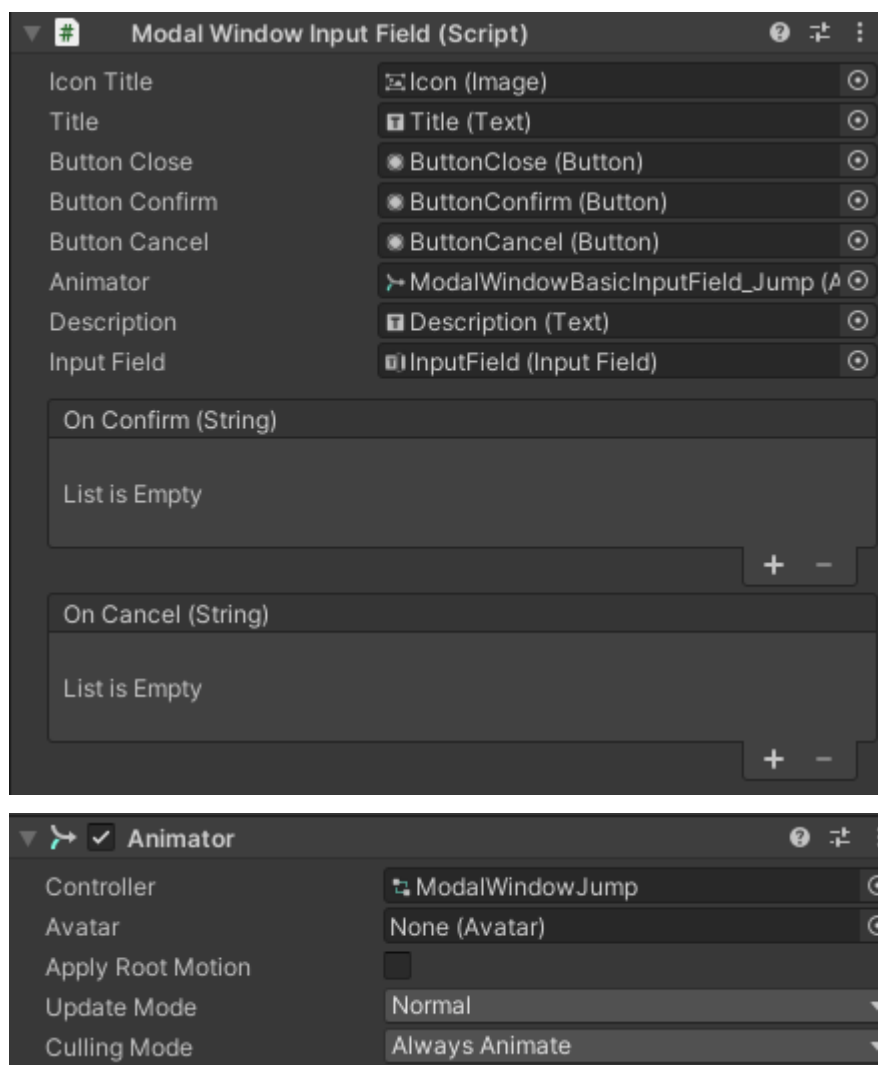 Modal Window Input Field (Script)
Icon Title Icon (Image)
Title Title (Text)
Button Close ButtonClose (Button)
Button Confirm ButtonConfirm (Button)
Button Cancel ButtonCancel (Button)
Animator ModalWindowBasicInputField_Jump (A
Description Description (Text)
Input Field InputField (Input Field)
On Confirm (String)
List is Empty
+ −
On Cancel (String)
List is Empty
+ −
Animator
Controller ModalWindowJump
Avatar None (Avatar)
Apply Root Motion
Update Mode Normal
Culling Mode Always Animate